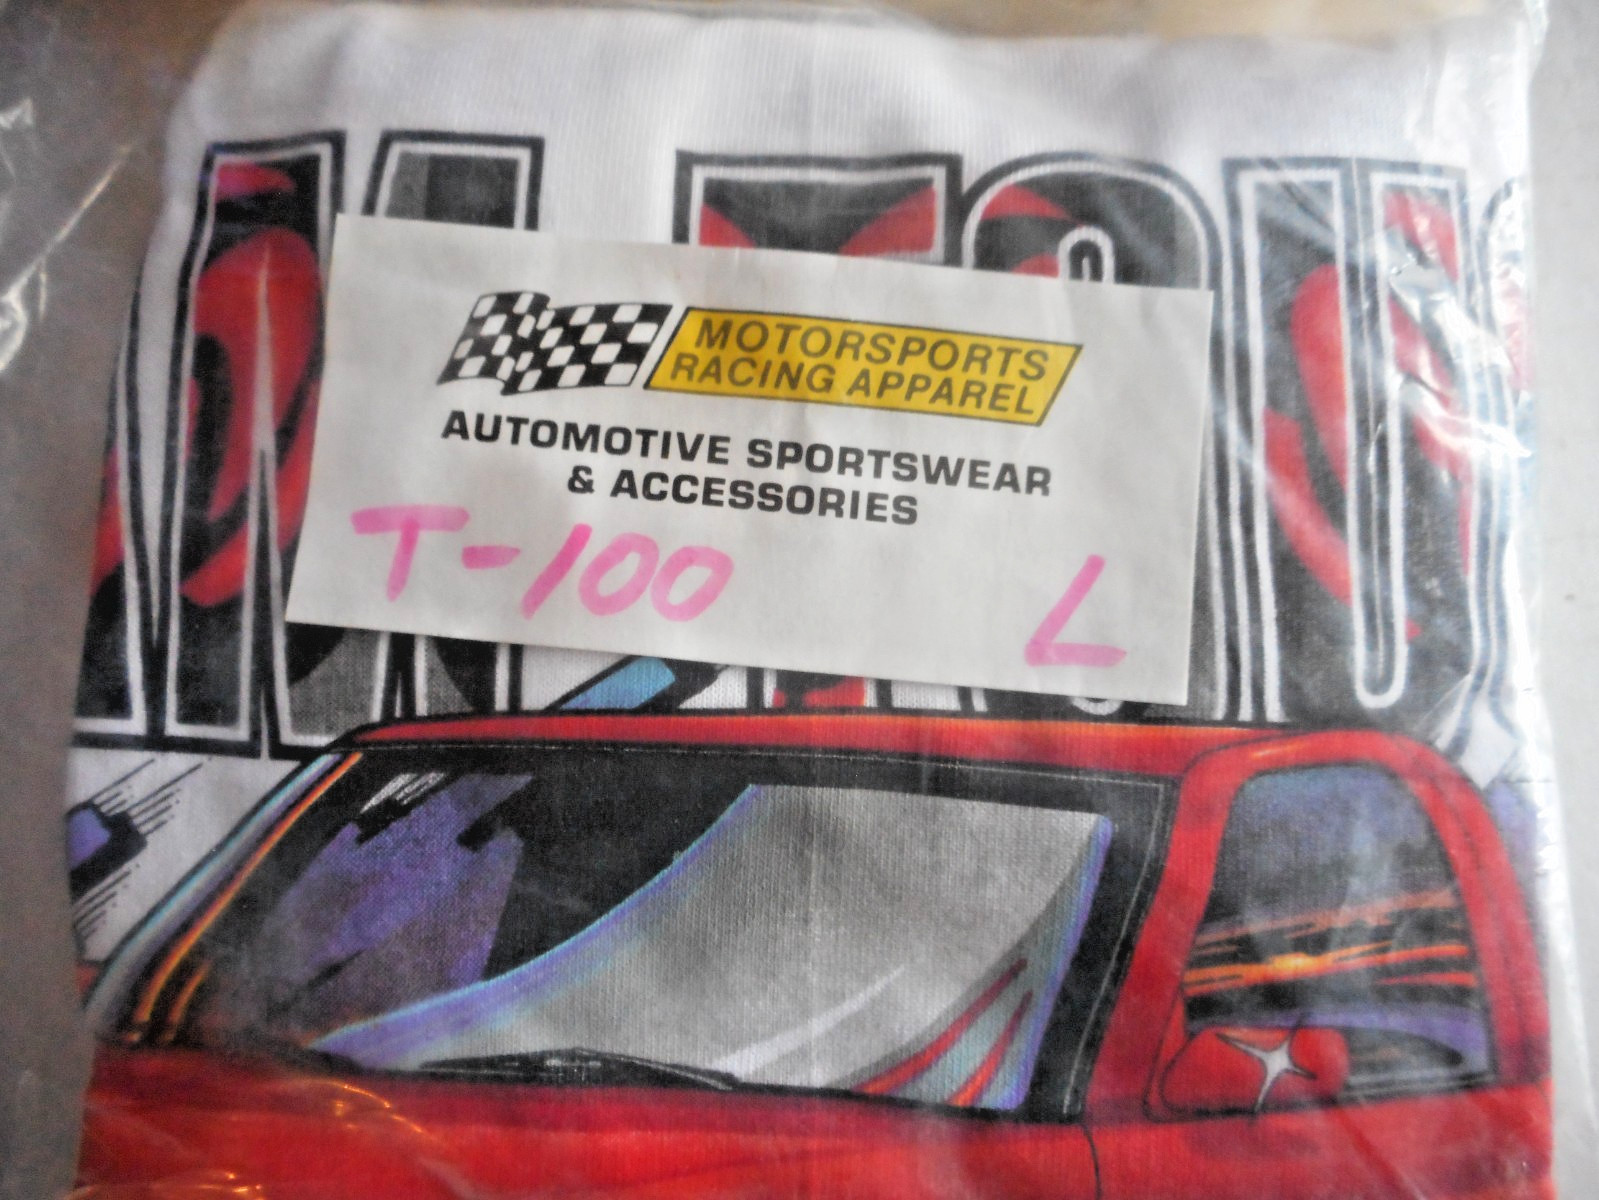 MOTORSPORTS
RACING APPAREL
AUTOMOTIVE SPORTSWEAR
& ACCESSORIES
T-100 L